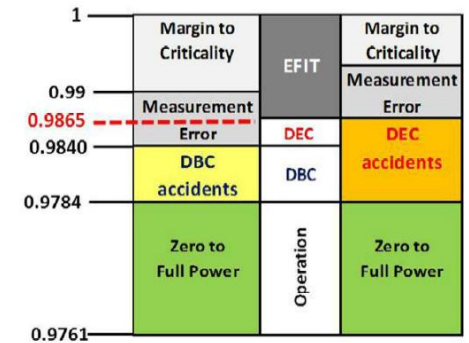 1
Margin to
Criticality
EFIT
Margin to
Criticality
0.99
Measurement
Error
Measurement
Error
0.9865
DEC
DEC
accidents
0.9840
DBC
accidents
DBC
0.9784
Zero to
Full Power
Operation
Zero to
Full Power
0.9761